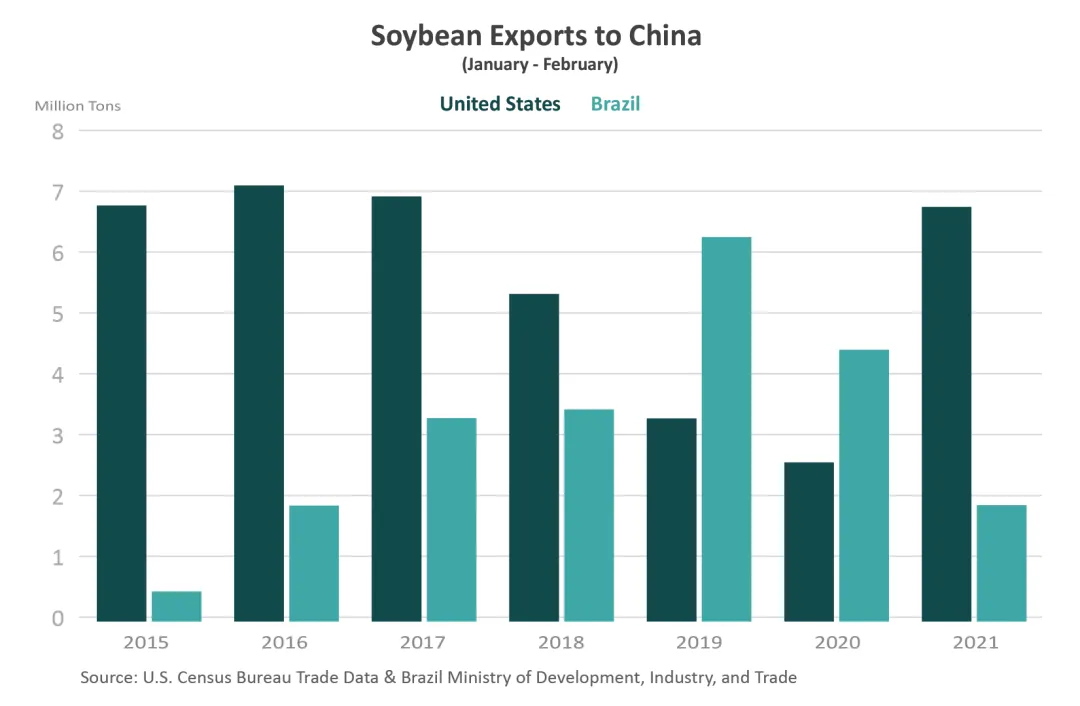 Soybean Exports to China
(January - February)
Million Tons
United States Brazil
8
7
6
5
4
3
2
1
0
2015 2016 2017 2018 2019 2020 2021
Source: U.S. Census Bureau Trade Data & Brazil Ministry of Development, Industry, and Trade